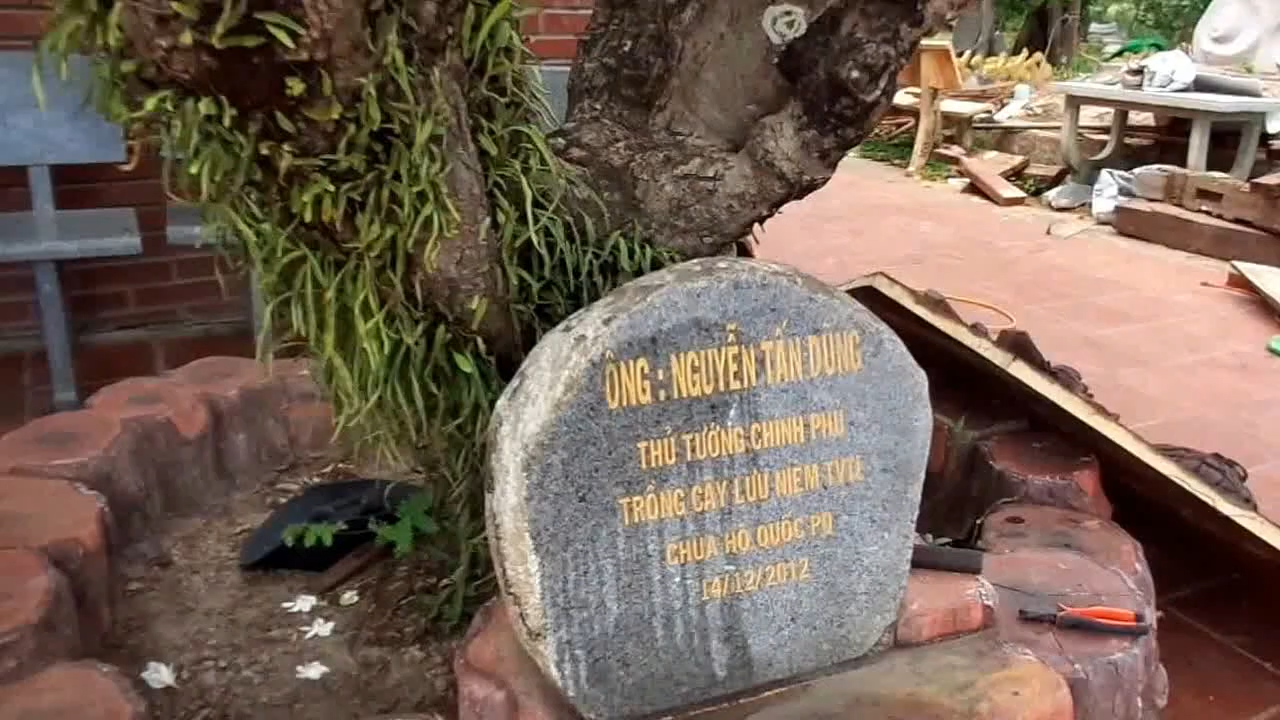 ÔNG : NGUYỄN TẤN DŨNG
THỦ TƯỚNG CHÍNH PHỦ
TRỒNG CÂY LƯU NIỆM TVTL
CHÙA HỘ QUỐC PQ
14/12/2012